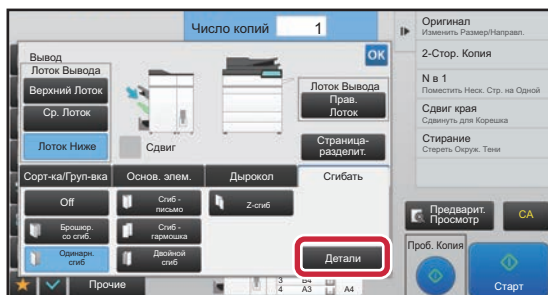 Число копий 1
Вывод
OK
Лоток Вывода
Верхний Лоток
Ср. Лоток
Лоток Ниже
Сдвиг
Лоток Вывода
Прав.
Лоток
Страница-
разделит.
Сорт-ка/Груп-вка
Основ. элем.
Дырокол
Сгибать
Off
Сгиб -
письмо
Z-сгиб
Брошюр.
со сгиб.
Сгиб -
гармошка
Одинарн.
сгиб
Двойной
сгиб
Детали
Прочие
3 B4
4 A3
A4
Оригинал
Изменить Размер/Направл.
2-Стор. Копия
N в 1
Поместить Неск. Стр. на Одной
Сдвиг края
Сдвинуть для Корешка
Стирание
Стереть Окруж. Тени
Предварит.
Просмотр
CA
Проб. Копия
Старт